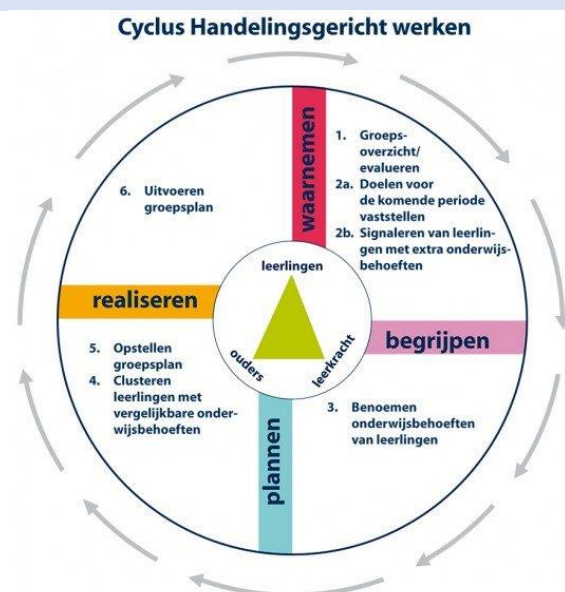 Cyclus Handelingsgericht werken
waarnemen
1. Groeps-
overzicht/
evalueren
2a. Doelen voor
de komende periode
vaststellen
2b. Signaleren van leerlin-
gen met extra onderwijs-
behoeften
begrijpen
3. Benoemen
onderwijsbehoeften
van leerlingen
plannen
5. Opstellen
groepsplan
4. Clusteren
leerlingen met
vergelijkbare onder-
wijsbehoeften
realiseren
6. Uitvoeren
groepsplan
leerlingen
ouders
leerkracht